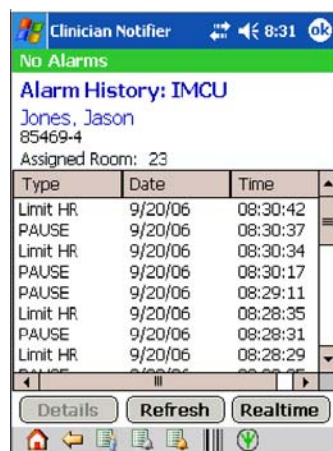 Clinician Notifier 8:31 ok
No Alarms
Alarm History: IMCU
Jones, Jason
85469-4
Assigned Room: 23
Type Date Time
Limit HR 9/20/06 08:30:42
PAUSE 9/20/06 08:30:37
Limit HR 9/20/06 08:30:34
PAUSE 9/20/06 08:30:17
PAUSE 9/20/06 08:29:11
Limit HR 9/20/06 08:28:35
PAUSE 9/20/06 08:28:31
Limit HR 9/20/06 08:28:29
Details Refresh Realtime